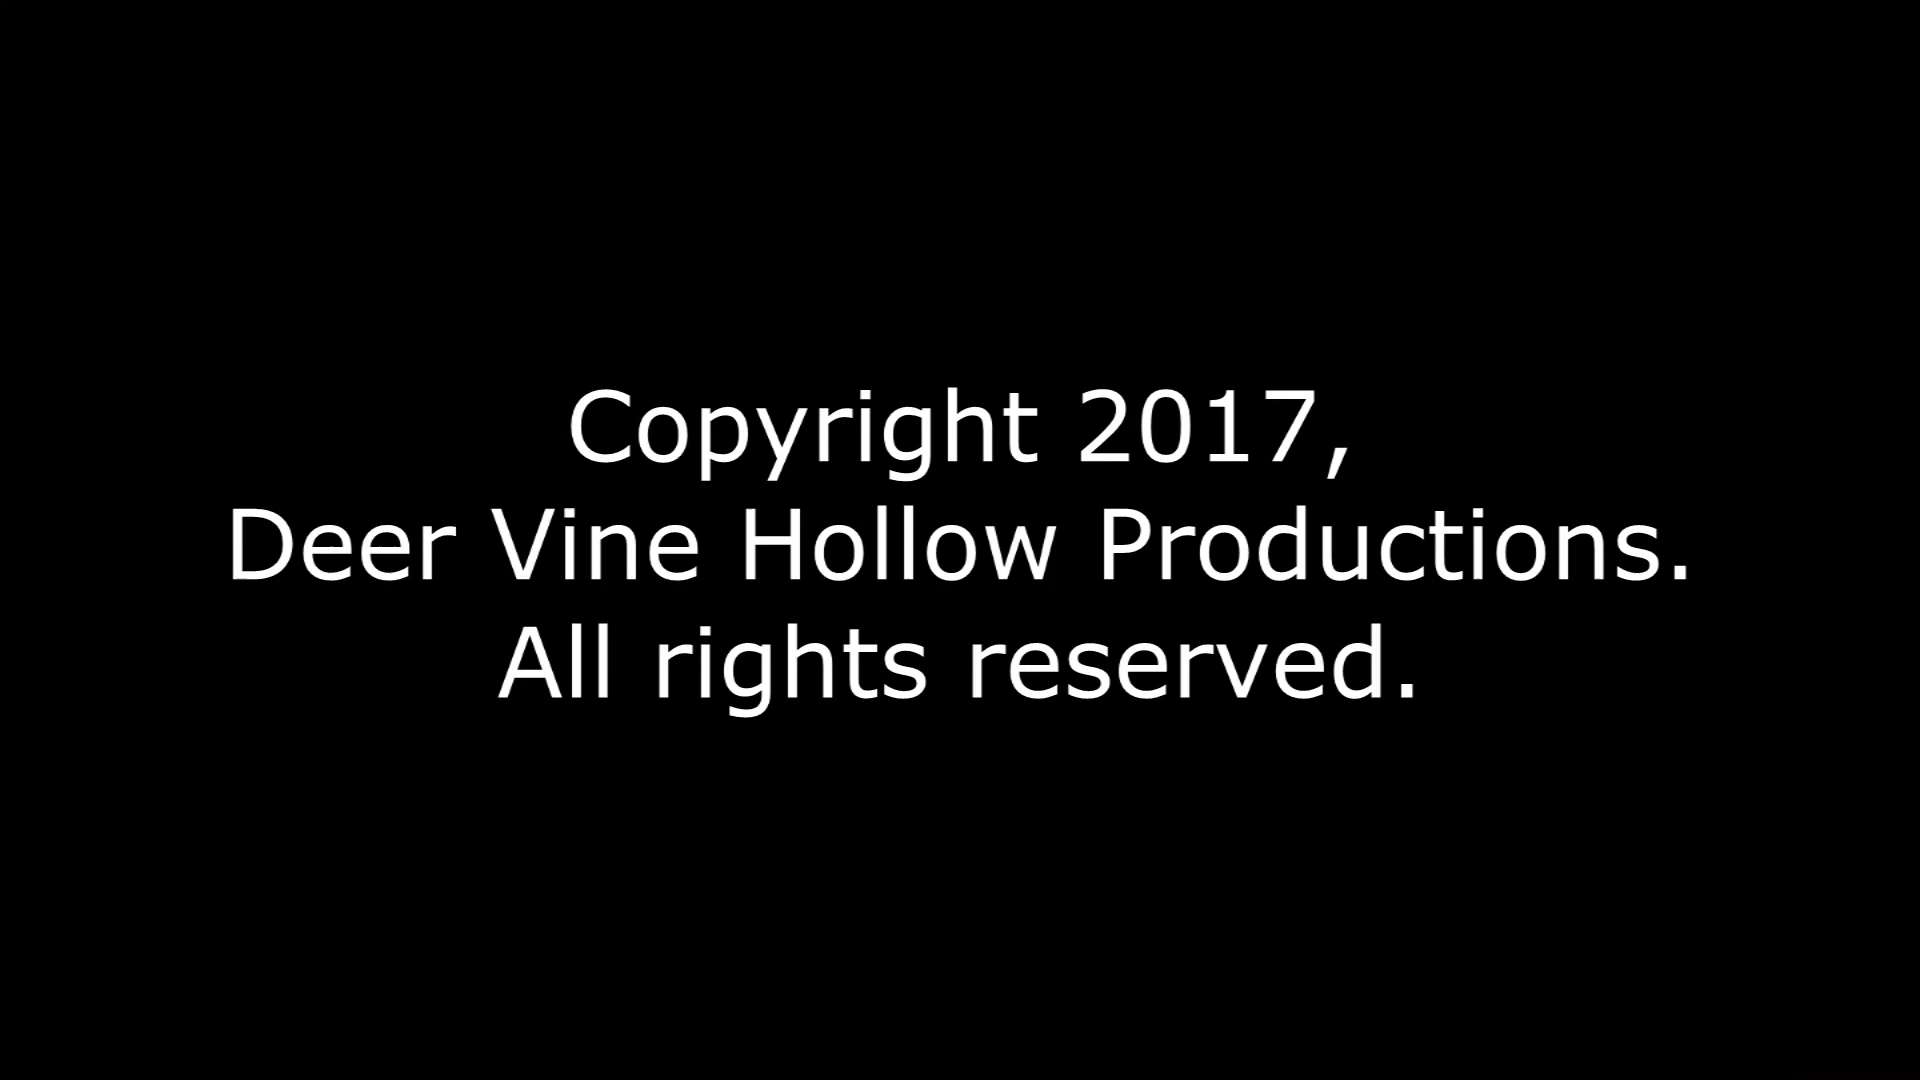 Copyright 2017,
Deer Vine Hollow Productions.
All rights reserved.